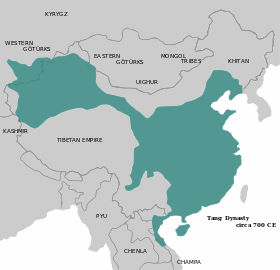 KYRYGZ
WESTERN
GÖTÜRKS
EASTERN
GÖTÜRKS
MONGOL
TRIBES
KHITAN
UIGHUR
KASHMIR
TIBETAN EMPIRE
PYU
Tang Dynasty
circa 700 CE
CHENLA
CHAMPA